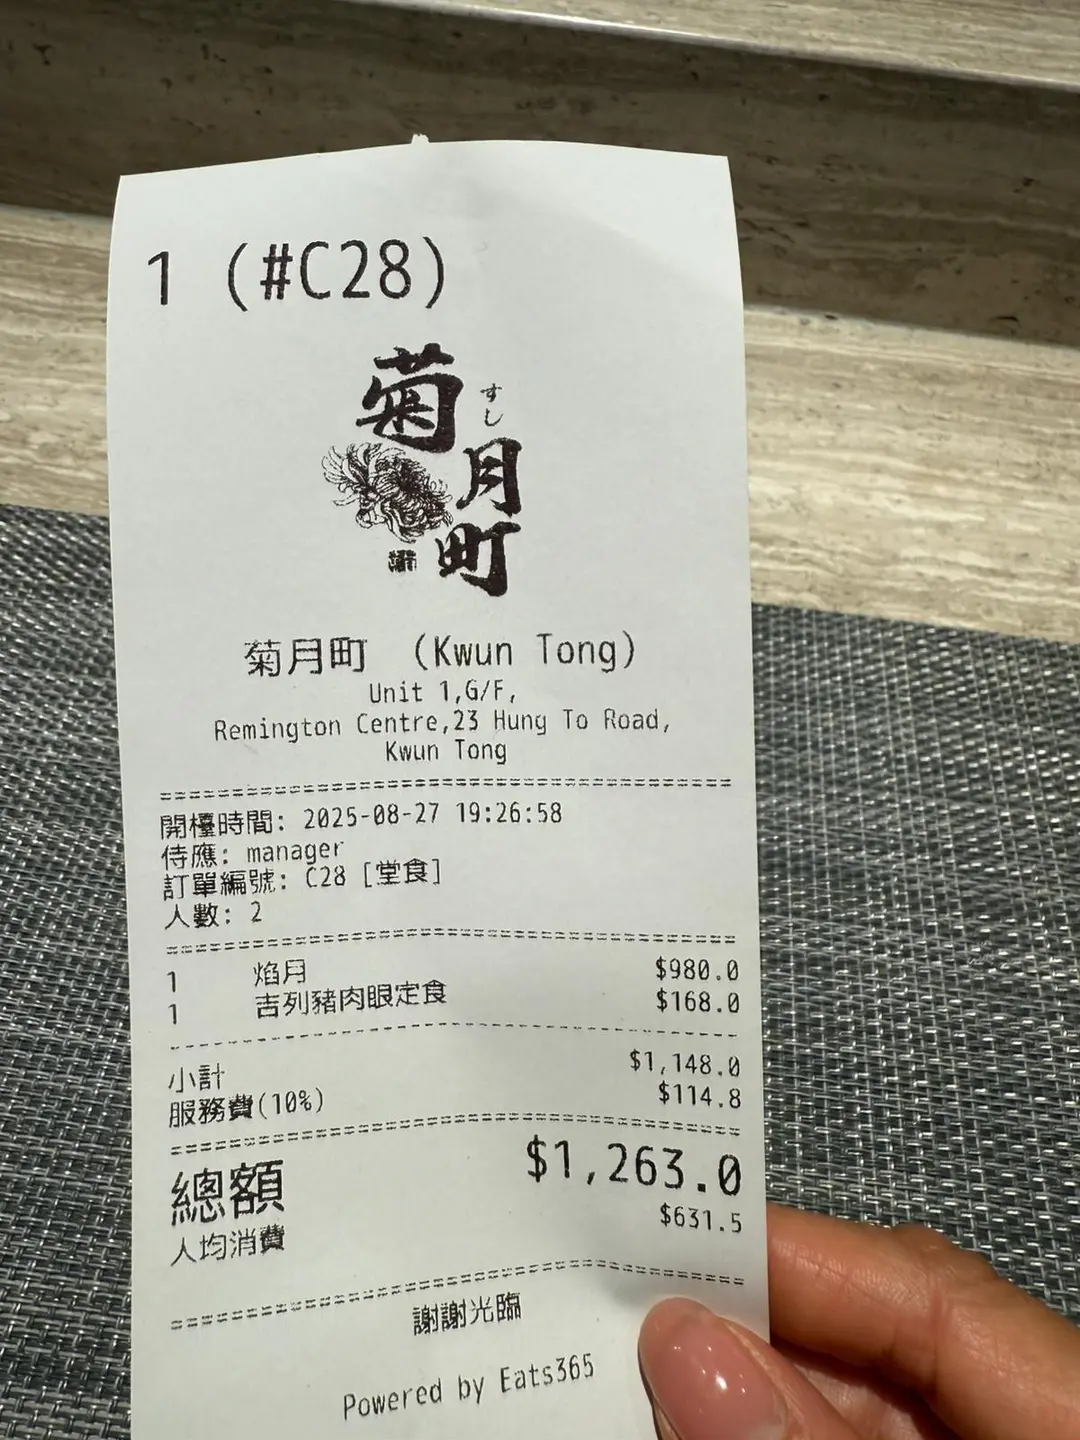 1 (#C28)
菊月町
すし
菊月町 (Kwun Tong)
Unit 1,G/F,
Remington Centre,23 Hung To Road,
Kwun Tong
開檯時間: 2025-08-27 19:26:58
侍應: manager
訂單編號: C28 [堂食]
人數: 2
1 焰月 $980.0
1 吉列豬肉眼定食 $168.0
小計 $1,148.0
服務費(10%) $114.8
總額 $1,263.0
人均消費 $631.5
謝謝光臨
Powered by Eats365